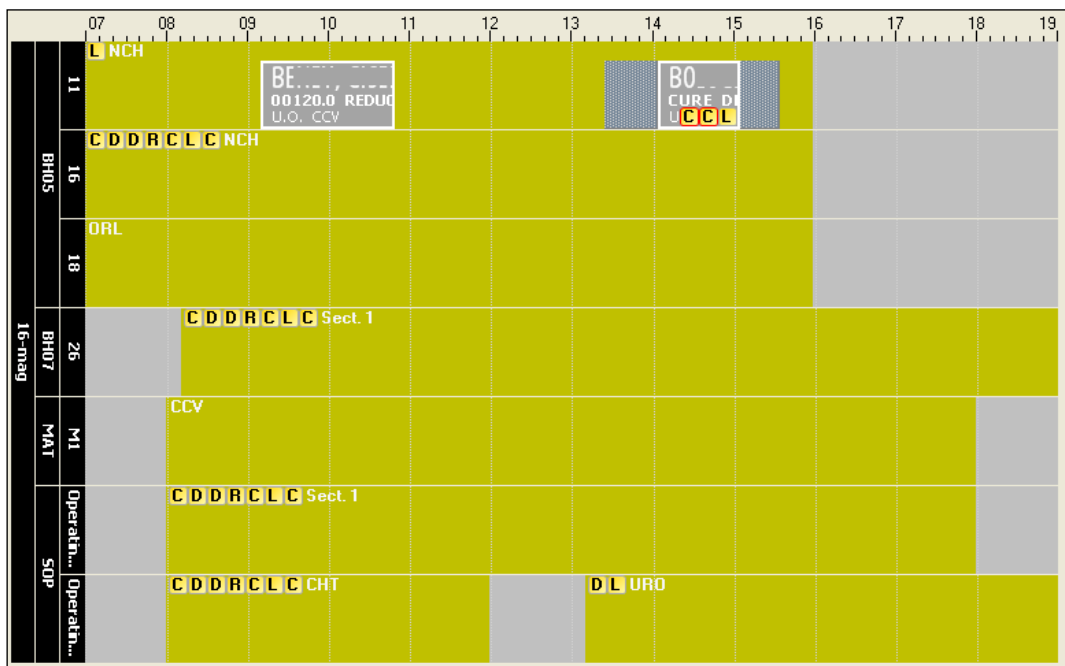 07 08 09 10 11 12 13 14 15 16 17 18 19
16-mag
BH05
11
L NCH
00120.0 REDUC
U.O. CCV
CURE
C C L
16
C D D R C L C NCH
18
ORL
BH07
26
C D D R C L C Sect. 1
MAT
M1
CCV
SOP
Operatin...
C D D R C L C Sect. 1
Operatin...
C D D R C L C CHT
D L URO